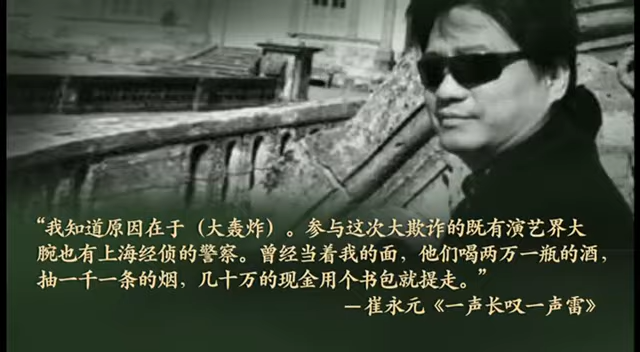 “我知道原因在于（大轰炸）。参与这次大欺诈的既有演艺界大
腕也有上海经侦的警察。曾经当着我的面，他们喝两万一瓶的酒，
抽一千一条的烟，几十万的现金用个书包就提走。”
—崔永元《一声长叹一声雷》